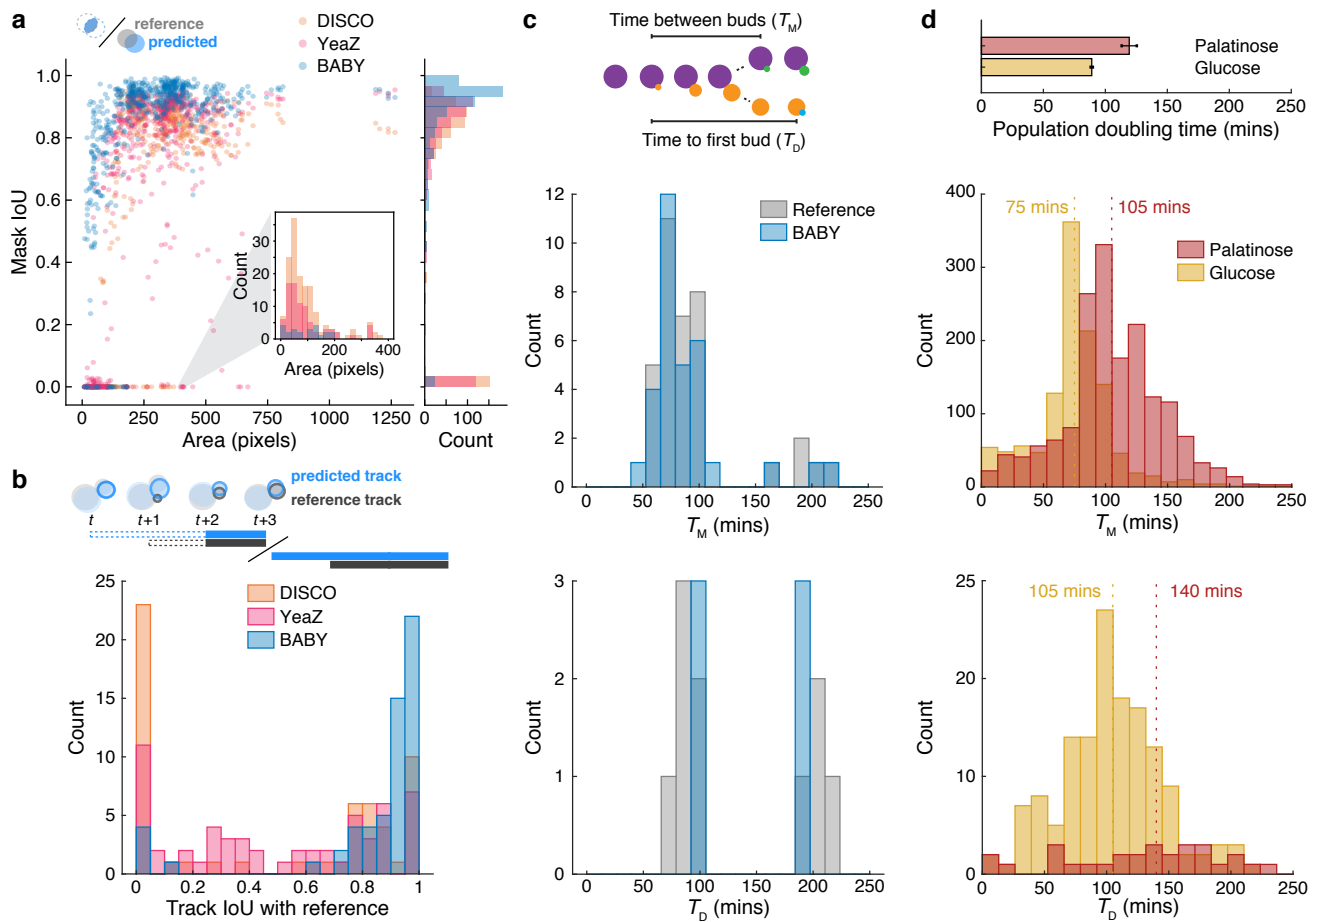 a
reference
predicted
DISCO
YeaZ
BABY
1.0
0.8
0.6
0.4
0.2
0.0
Mask IoU
0
250
500
750
1000
1250
Area (pixels)
30
20
10
0
Count
0
200
400
Area (pixels)
0
100
Count
b
predicted track
reference track
t
t+1
t+2
t+3
25
20
15
10
5
0
Count
DISCO
YeaZ
BABY
0
0.2
0.4
0.6
0.8
1
Track IoU with reference
c
Time between buds (TM)
Time to first bud (TD)
12
10
8
6
4
2
0
Count
Reference
BABY
0
50
100
150
200
250
TM (mins)
3
2
1
0
Count
0
50
100
150
200
250
TD (mins)
d
Palatinose
Glucose
0
50
100
150
200
250
Population doubling time (mins)
400
300
200
100
0
Count
75 mins
105 mins
Palatinose
Glucose
0
50
100
150
200
250
TM (mins)
25
20
10
0
Count
105 mins
140 mins
0
50
100
150
200
250
TD (mins)